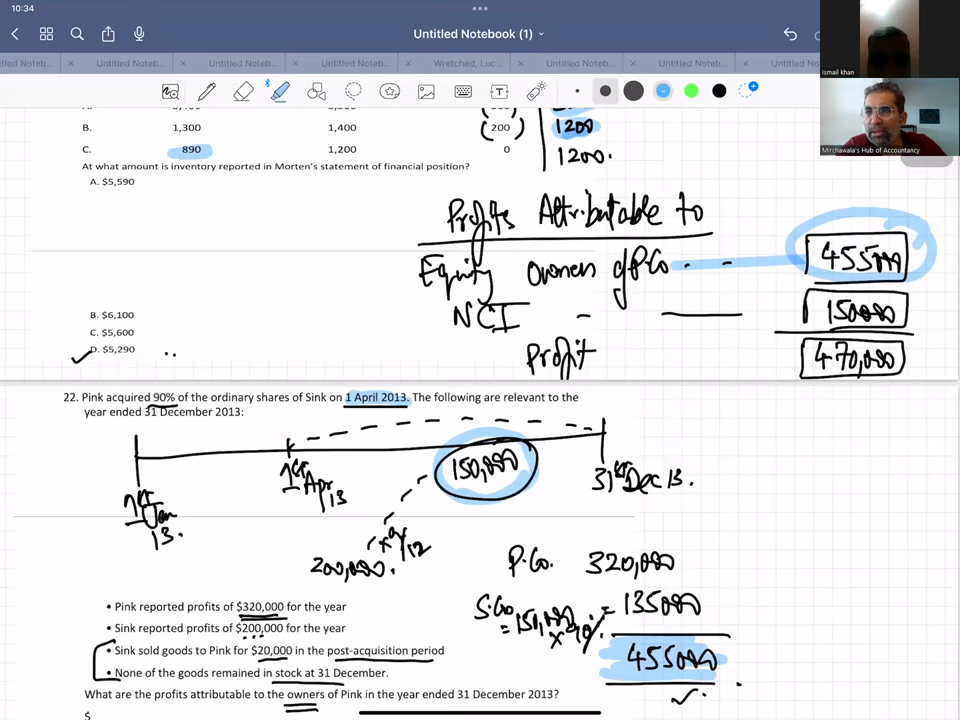 10:34
Untitled Notebook (1)
Untitled Noteb...
Untitled Noteb...
Untitled Noteb...
Wretched, Luc...
Untitled Noteb...
Untitled Noteb...
Ismail khan
Mirchawala's Hub of Accountancy
B. 1,300 1,400 (200) 1200
C. 890 1,200 0 1200.
At what amount is inventory reported in Morten's statement of financial position?
A. $5,590
Profits Attributable to
Equity Owners of P.Co - - 455000
NCI - 150000
Profit 470,000
B. $6,100
C. $5,600
D. $5,290
22. Pink acquired 90% of the ordinary shares of Sink on 1 April 2013. The following are relevant to the
year ended 31 December 2013:
1st Jan 13.
1st Apr 13
150,000
31st Dec 13.
200,000. x 9/12
P.Co. 320,000
S.Co = 150,000 x 90% = 135000
455000
• Pink reported profits of $320,000 for the year
• Sink reported profits of $200,000 for the year
• Sink sold goods to Pink for $20,000 in the post-acquisition period
• None of the goods remained in stock at 31 December.
What are the profits attributable to the owners of Pink in the year ended 31 December 2013?
$